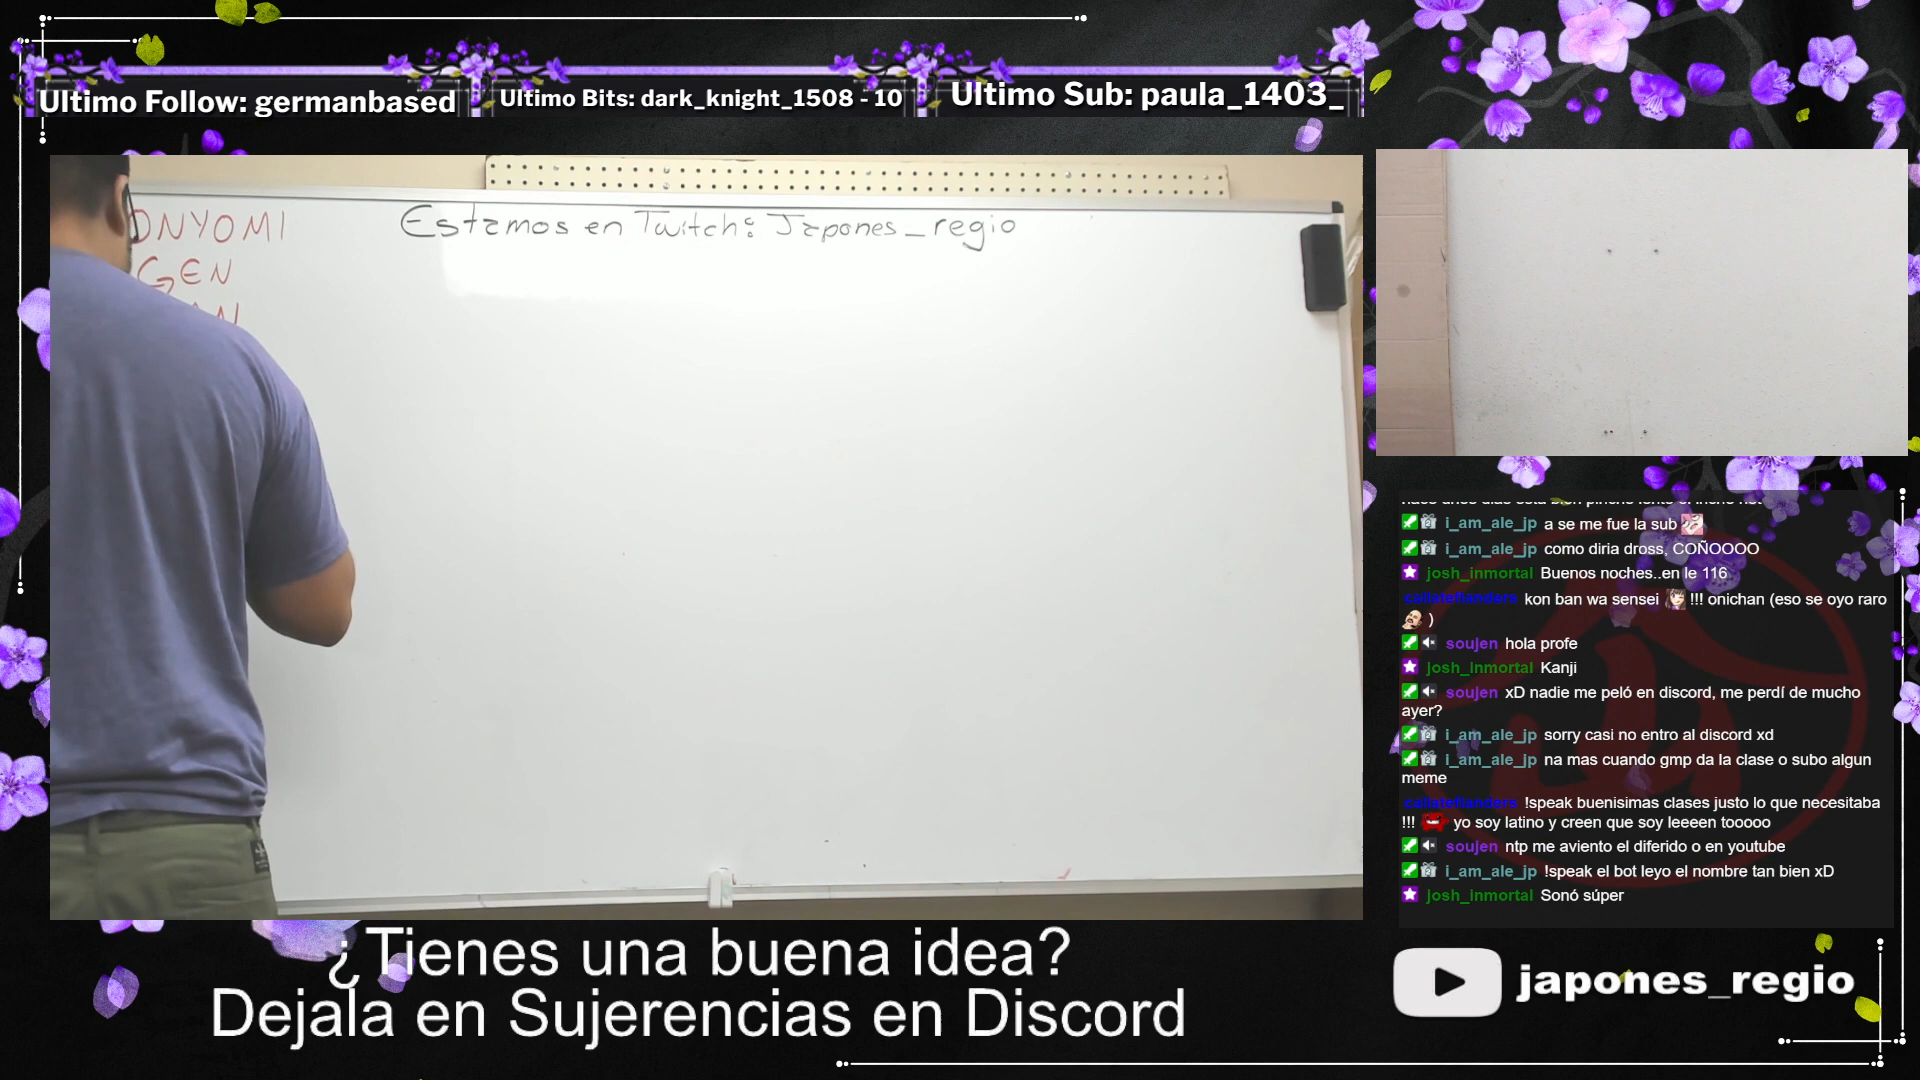 Ultimo Follow: germanbased
Ultimo Bits: dark_knight_1508 - 10
Ultimo Sub: paula_1403_
ONYOMI
GEN
Estamos en Twitch: Japones_regio
i_am_ale_jp a se me fue la sub
i_am_ale_jp como diria dross, COÑOOOO
josh_inmortal Buenos noches..en le 116
callateflanders kon ban wa sensei !!! onichan (eso se oyo raro
)
soujen hola profe
josh_inmortal Kanji
soujen xD nadie me peló en discord, me perdí de mucho
ayer?
i_am_ale_jp sorry casi no entro al discord xd
i_am_ale_jp na mas cuando gmp da la clase o subo algun
meme
callateflanders !speak buenisimas clases justo lo que necesitaba
!!! yo soy latino y creen que soy leeeen tooooo
soujen ntp me aviento el diferido o en youtube
i_am_ale_jp !speak el bot leyo el nombre tan bien xD
josh_inmortal Sonó súper
¿Tienes una buena idea?
Dejala en Sujerencias en Discord
japones_regio